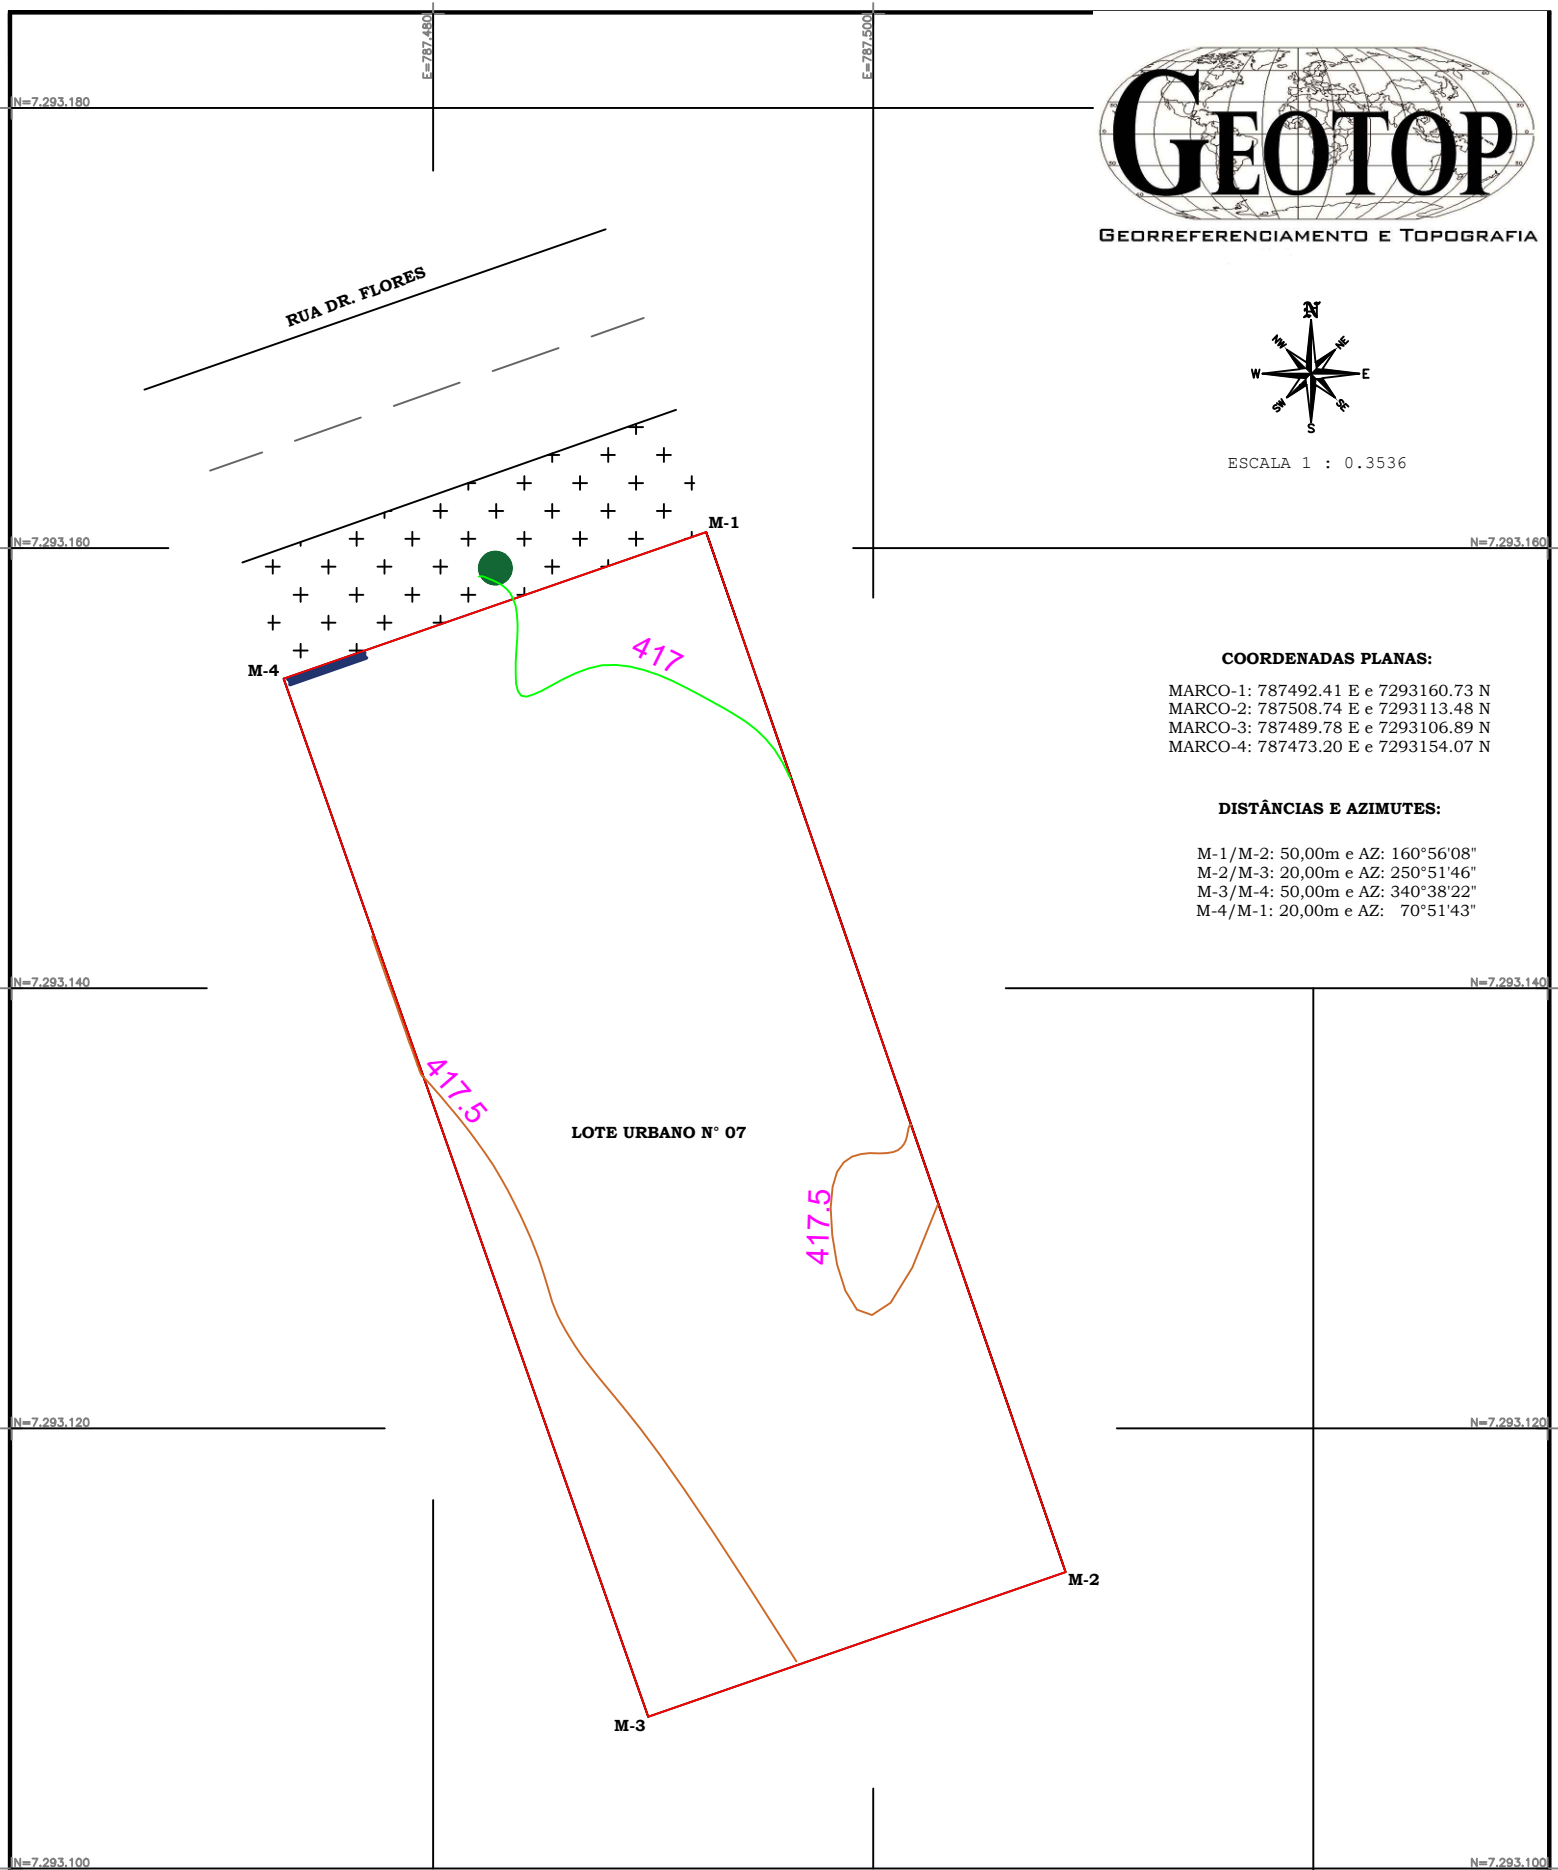 E=787.480
E=787.500
N=7.293.180
GEOTOP
GEORREFERENCIAMENTO E TOPOGRAFIA
RUA DR. FLORES
N
NW
NE
W
E
SW
SE
S
ESCALA 1 : 0.3536
M-1
N=7.293.160
N=7.293.160
417
M-4
COORDENADAS PLANAS:
MARCO-1: 787492.41 E e 7293160.73 N
MARCO-2: 787508.74 E e 7293113.48 N
MARCO-3: 787489.78 E e 7293106.89 N
MARCO-4: 787473.20 E e 7293154.07 N
DISTÂNCIAS E AZIMUTES:
M-1/M-2: 50,00m e AZ: 160°56'08"
M-2/M-3: 20,00m e AZ: 250°51'46"
M-3/M-4: 50,00m e AZ: 340°38'22"
M-4/M-1: 20,00m e AZ: 70°51'43"
N=7.293.140
N=7.293.140
417.5
LOTE URBANO N° 07
417.5
N=7.293.120
N=7.293.120
M-2
M-3
N=7.293.100
N=7.293.100